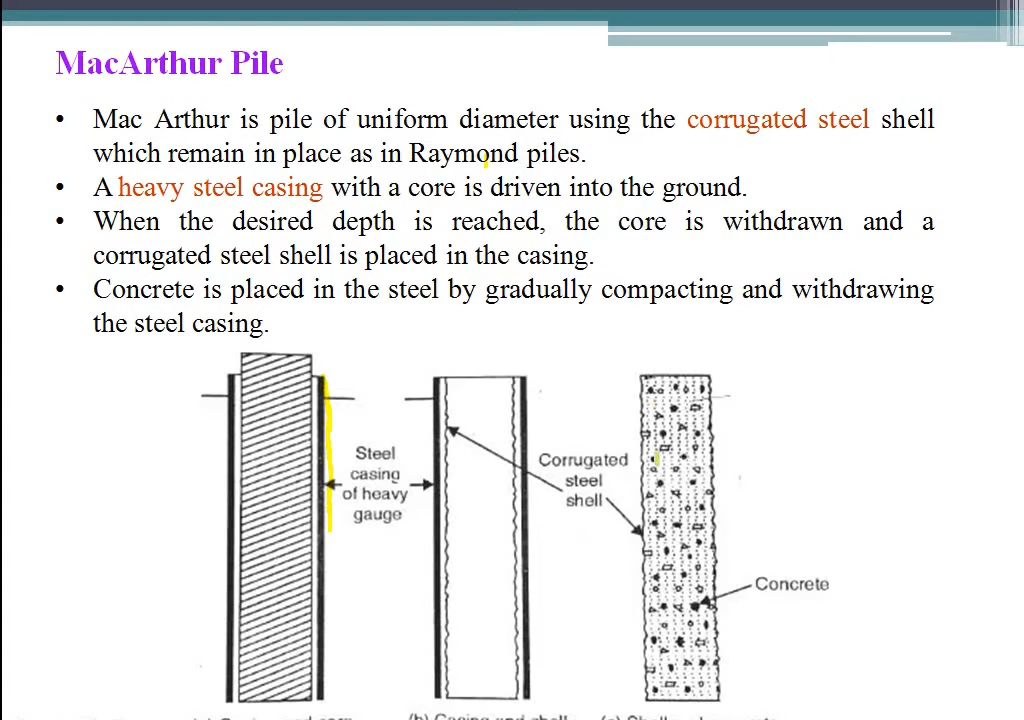 MacArthur Pile
• Mac Arthur is pile of uniform diameter using the corrugated steel shell
which remain in place as in Raymond piles.
• A heavy steel casing with a core is driven into the ground.
• When the desired depth is reached, the core is withdrawn and a
corrugated steel shell is placed in the casing.
• Concrete is placed in the steel by gradually compacting and withdrawing
the steel casing.
Steel
casing
of heavy
gauge
Corrugated
steel
shell
Concrete
(b) Casing and shell